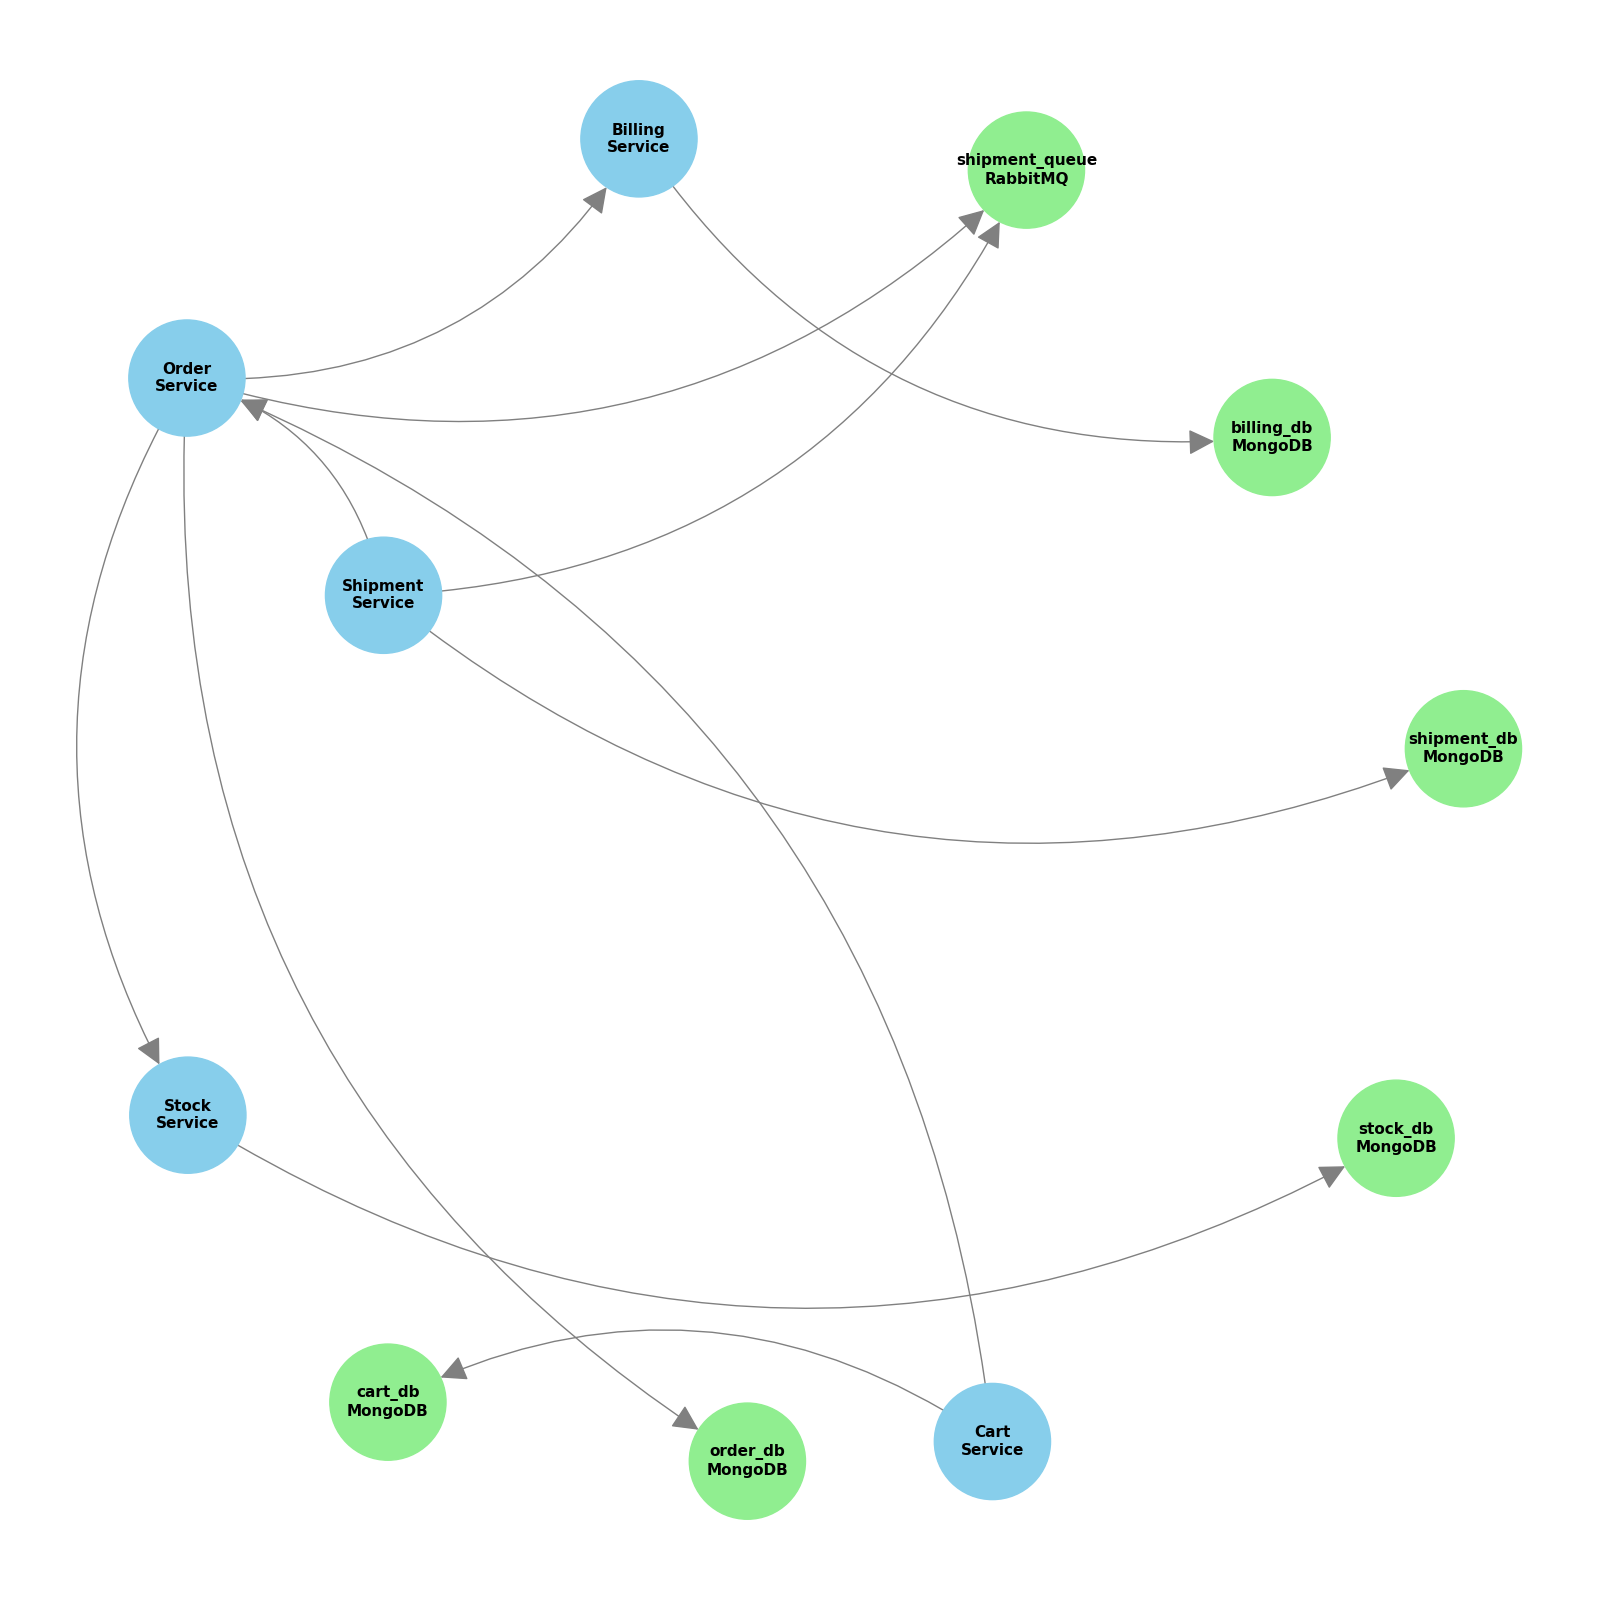 Billing
Service
shipment_queue
RabbitMQ
Order
Service
billing_db
MongoDB
Shipment
Service
shipment_db
MongoDB
Stock
Service
stock_db
MongoDB
cart_db
MongoDB
order_db
MongoDB
Cart
Service